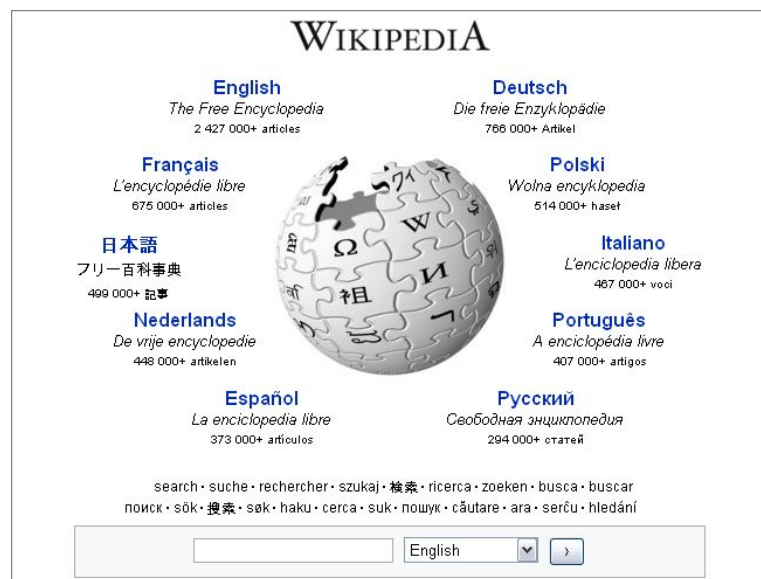 WIKIPEDIA
English
The Free Encyclopedia
2 427 000+ articles
Deutsch
Die freie Enzyklopädie
766 000+ Artikel
Français
L'encyclopédie libre
675 000+ articles
Polski
Wolna encyklopedia
514 000+ haseł
日本語
フリー百科事典
499 000+ 記事
Italiano
L'enciclopedia libera
467 000+ voci
Nederlands
De vrije encyclopedie
448 000+ artikelen
Português
A enciclopédia livre
407 000+ artigos
Español
La enciclopedia libre
373 000+ artículos
Русский
Свободная энциклопедия
294 000+ статей
Ω
W
И
祖
search · suche · rechercher · szukaj · 検索 · ricerca · zoeken · busca · buscar
поиск · sök · 搜索 · søk · haku · cerca · suk · пошук · căutare · ara · serĉu · hledání
English